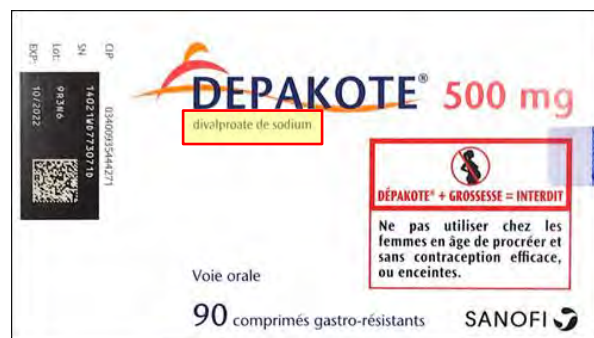 CIP 03400935444271
SN 14021W07730710
Lot: 9R3N6
EXP: 10/2022
DEPAKOTE® 500 mg
divalproate de sodium
DÉPAKOTE® + GROSSESSE = INTERDIT
Ne pas utiliser chez les
femmes en âge de procréer et
sans contraception efficace,
ou enceintes.
Voie orale
90 comprimés gastro-résistants
SANOFI